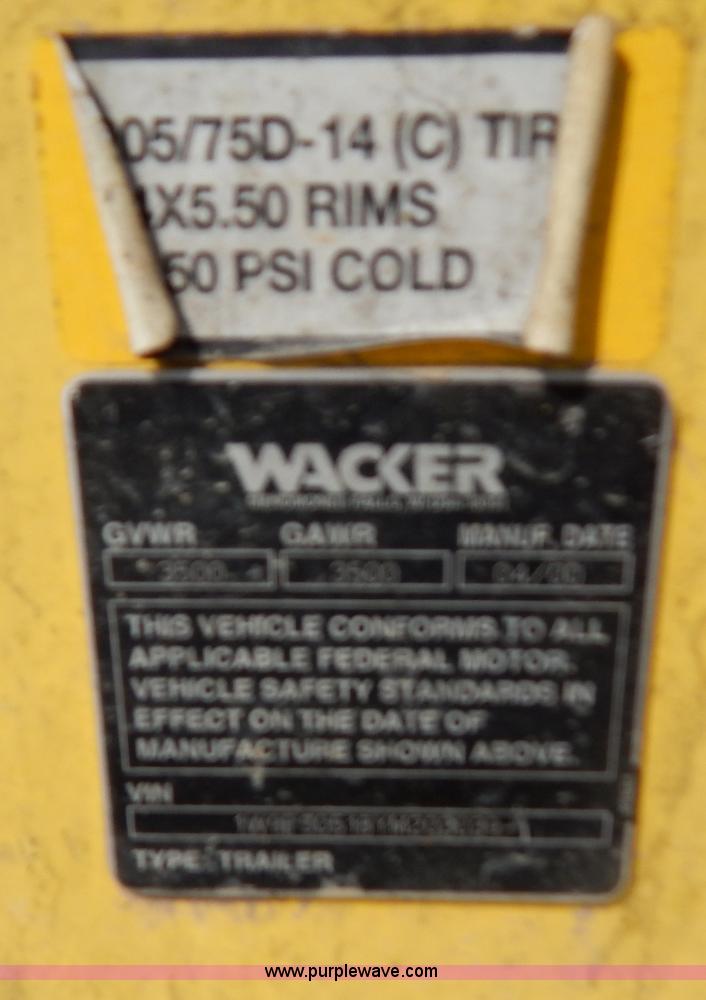 05/75D-14 (C) TIR
X5.50 RIMS
50 PSI COLD
WACKER
GVWR GAWR MANUF. DATE
3500 3500
THIS VEHICLE CONFORMS TO ALL
APPLICABLE FEDERAL MOTOR
VEHICLE SAFETY STANDARDS IN
EFFECT ON THE DATE OF
MANUFACTURE SHOWN ABOVE.
VIN
TYPE: TRAILER
www.purplewave.com